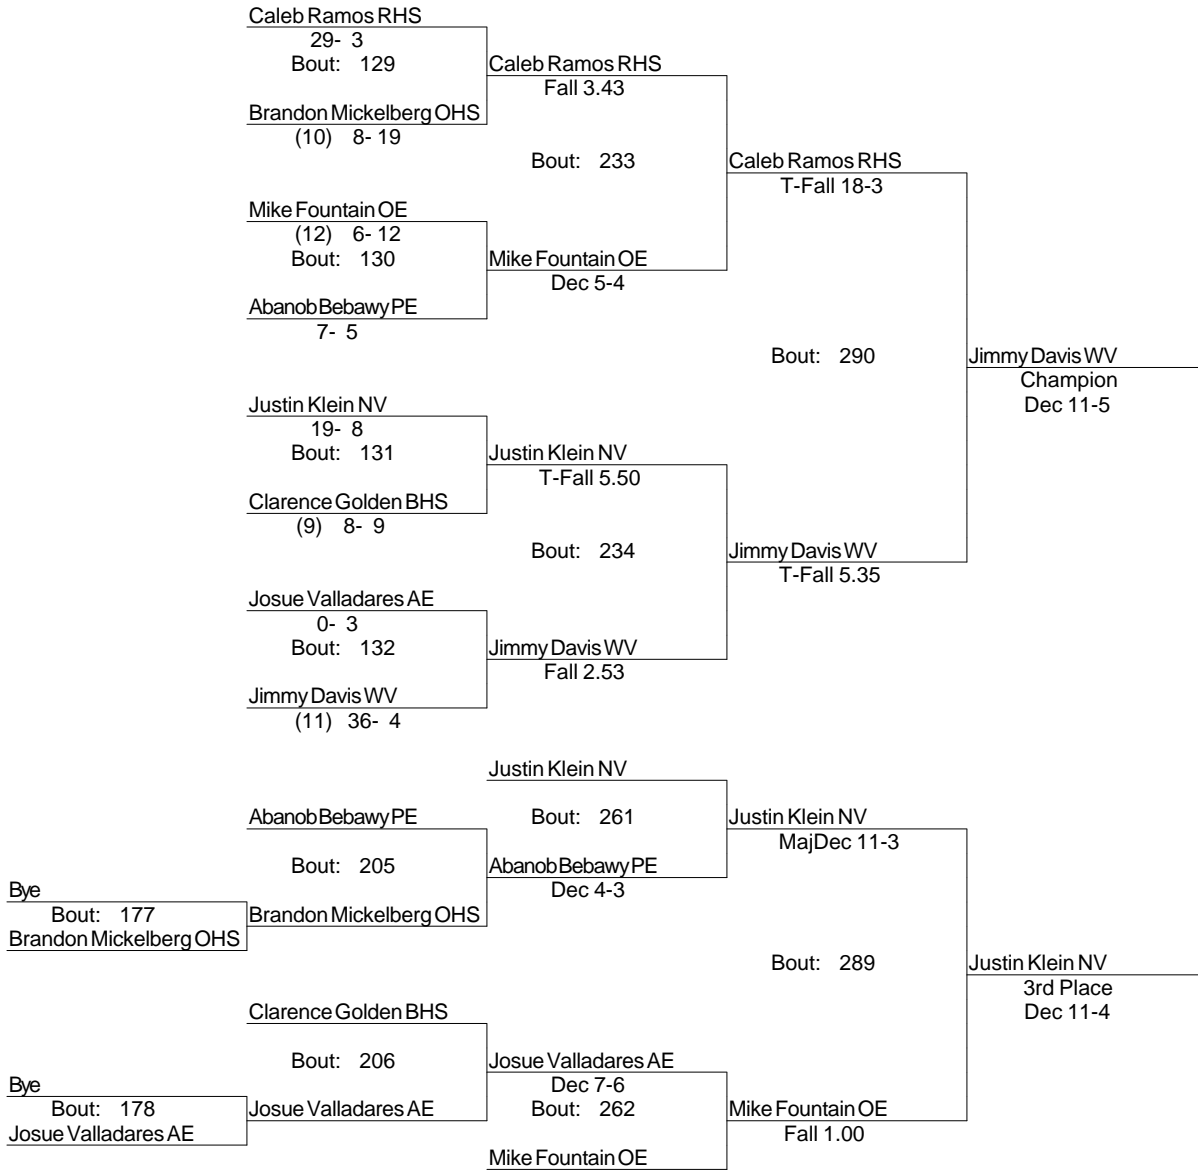 Caleb Ramos RHS
29- 3
Bout: 129
Caleb Ramos RHS
Fall 3.43
Brandon Mickelberg OHS
(10) 8- 19
Bout: 233
Caleb Ramos RHS
T-Fall 18-3
Mike Fountain OE
(12) 6- 12
Bout: 130
Mike Fountain OE
Dec 5-4
Abanob Bebawy PE
7- 5
Bout: 290
Jimmy Davis WV
Champion
Dec 11-5
Justin Klein NV
19- 8
Bout: 131
Justin Klein NV
T-Fall 5.50
Clarence Golden BHS
(9) 8- 9
Bout: 234
Jimmy Davis WV
T-Fall 5.35
Josue Valladares AE
0- 3
Bout: 132
Jimmy Davis WV
Fall 2.53
Jimmy Davis WV
(11) 36- 4
Justin Klein NV
Abanob Bebawy PE
Bout: 261
Justin Klein NV
MajDec 11-3
Bout: 205
Abanob Bebawy PE
Dec 4-3
Bye
Bout: 177
Brandon Mickelberg OHS
Brandon Mickelberg OHS
Bout: 289
Justin Klein NV
3rd Place
Dec 11-4
Clarence Golden BHS
Bout: 206
Josue Valladares AE
Dec 7-6
Bye
Bout: 178
Josue Valladares AE
Bout: 262
Mike Fountain OE
Fall 1.00
Josue Valladares AE
Mike Fountain OE